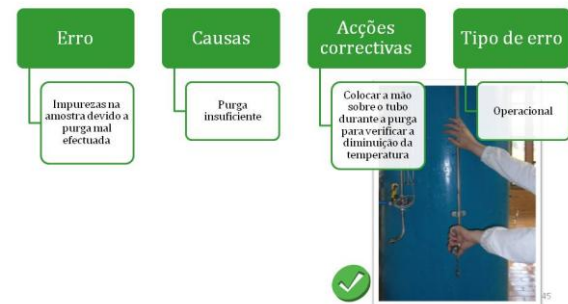 Erro
Impurezas na
amostra devido a
purga mal
efectuada
Causas
Purga
insuficiente
Acções
correctivas
Colocar a mão
sobre o tubo
durante a purga
para verificar a
diminuição da
temperatura
Tipo de erro
Operacional
45